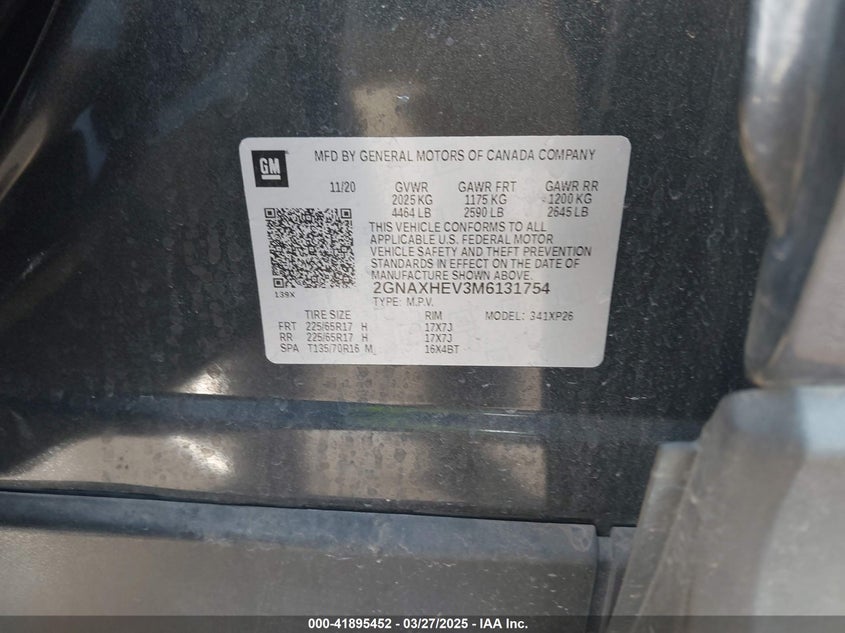 GM
MFD BY GENERAL MOTORS OF CANADA COMPANY
11/20 GVWR GAWR FRT GAWR RR
2025 KG 1175 KG 1200 KG
4464 LB 2590 LB 2645 LB
THIS VEHICLE CONFORMS TO ALL
APPLICABLE U.S. FEDERAL MOTOR
VEHICLE SAFETY AND THEFT PREVENTION
STANDARDS IN EFFECT ON THE DATE OF
MANUFACTURE SHOWN ABOVE.
139X 2GNAXHEV3M6131754
TYPE: M.P.V.
TIRE SIZE RIM MODEL: 341XP26
FRT 225/65R17 H 17X7J
RR 225/65R17 H 17X7J
SPA T135/70R16 M 16X4BT
000-41895452 - 03/27/2025 - IAA Inc.